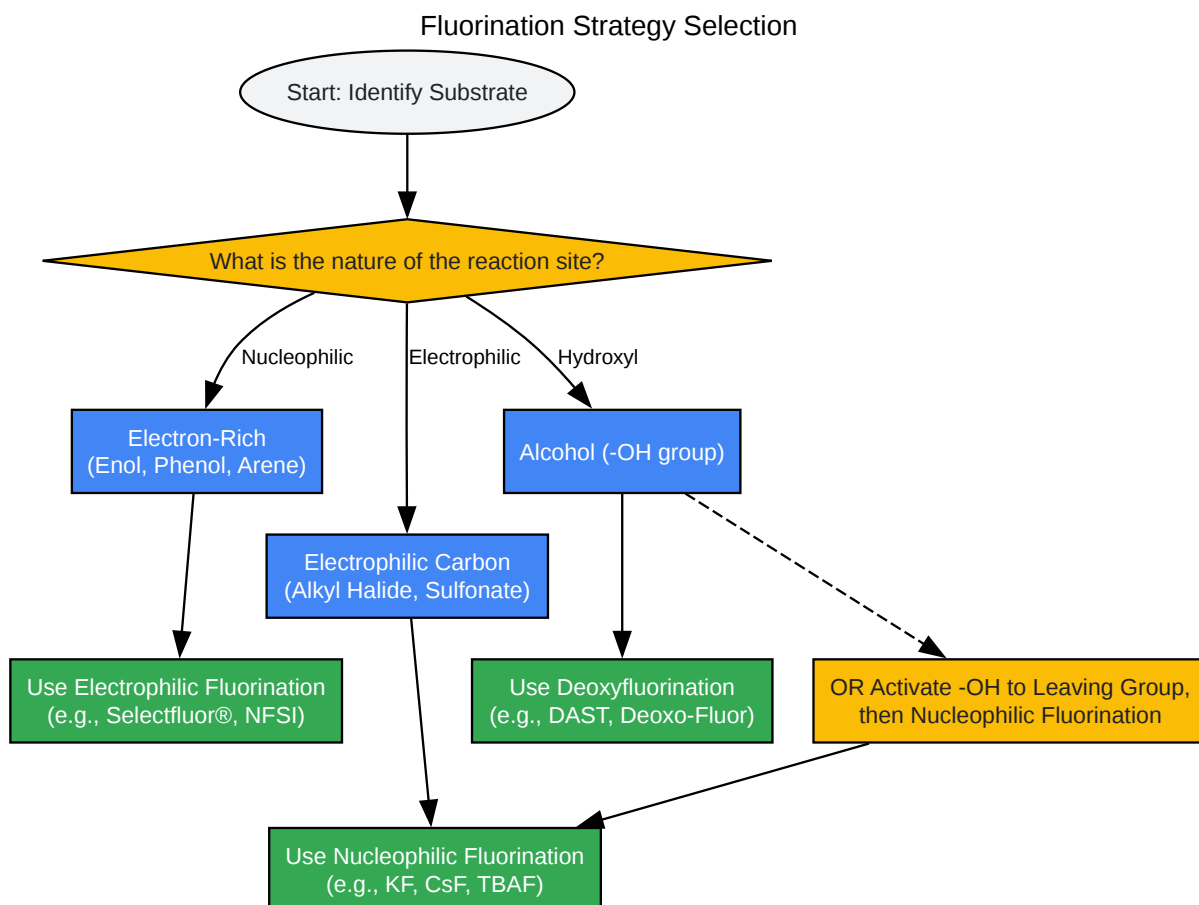 Fluorination Strategy Selection
Start: Identify Substrate
What is the nature of the reaction site?
Nucleophilic
Electrophilic
Hydroxyl
Electron-Rich
(Enol, Phenol, Arene)
Alcohol (-OH group)
Electrophilic Carbon
(Alkyl Halide, Sulfonate)
Use Electrophilic Fluorination
(e.g., Selectfluor®, NFSI)
Use Deoxyfluorination
(e.g., DAST, Deoxo-Fluor)
OR Activate -OH to Leaving Group,
then Nucleophilic Fluorination
Use Nucleophilic Fluorination
(e.g., KF, CsF, TBAF)